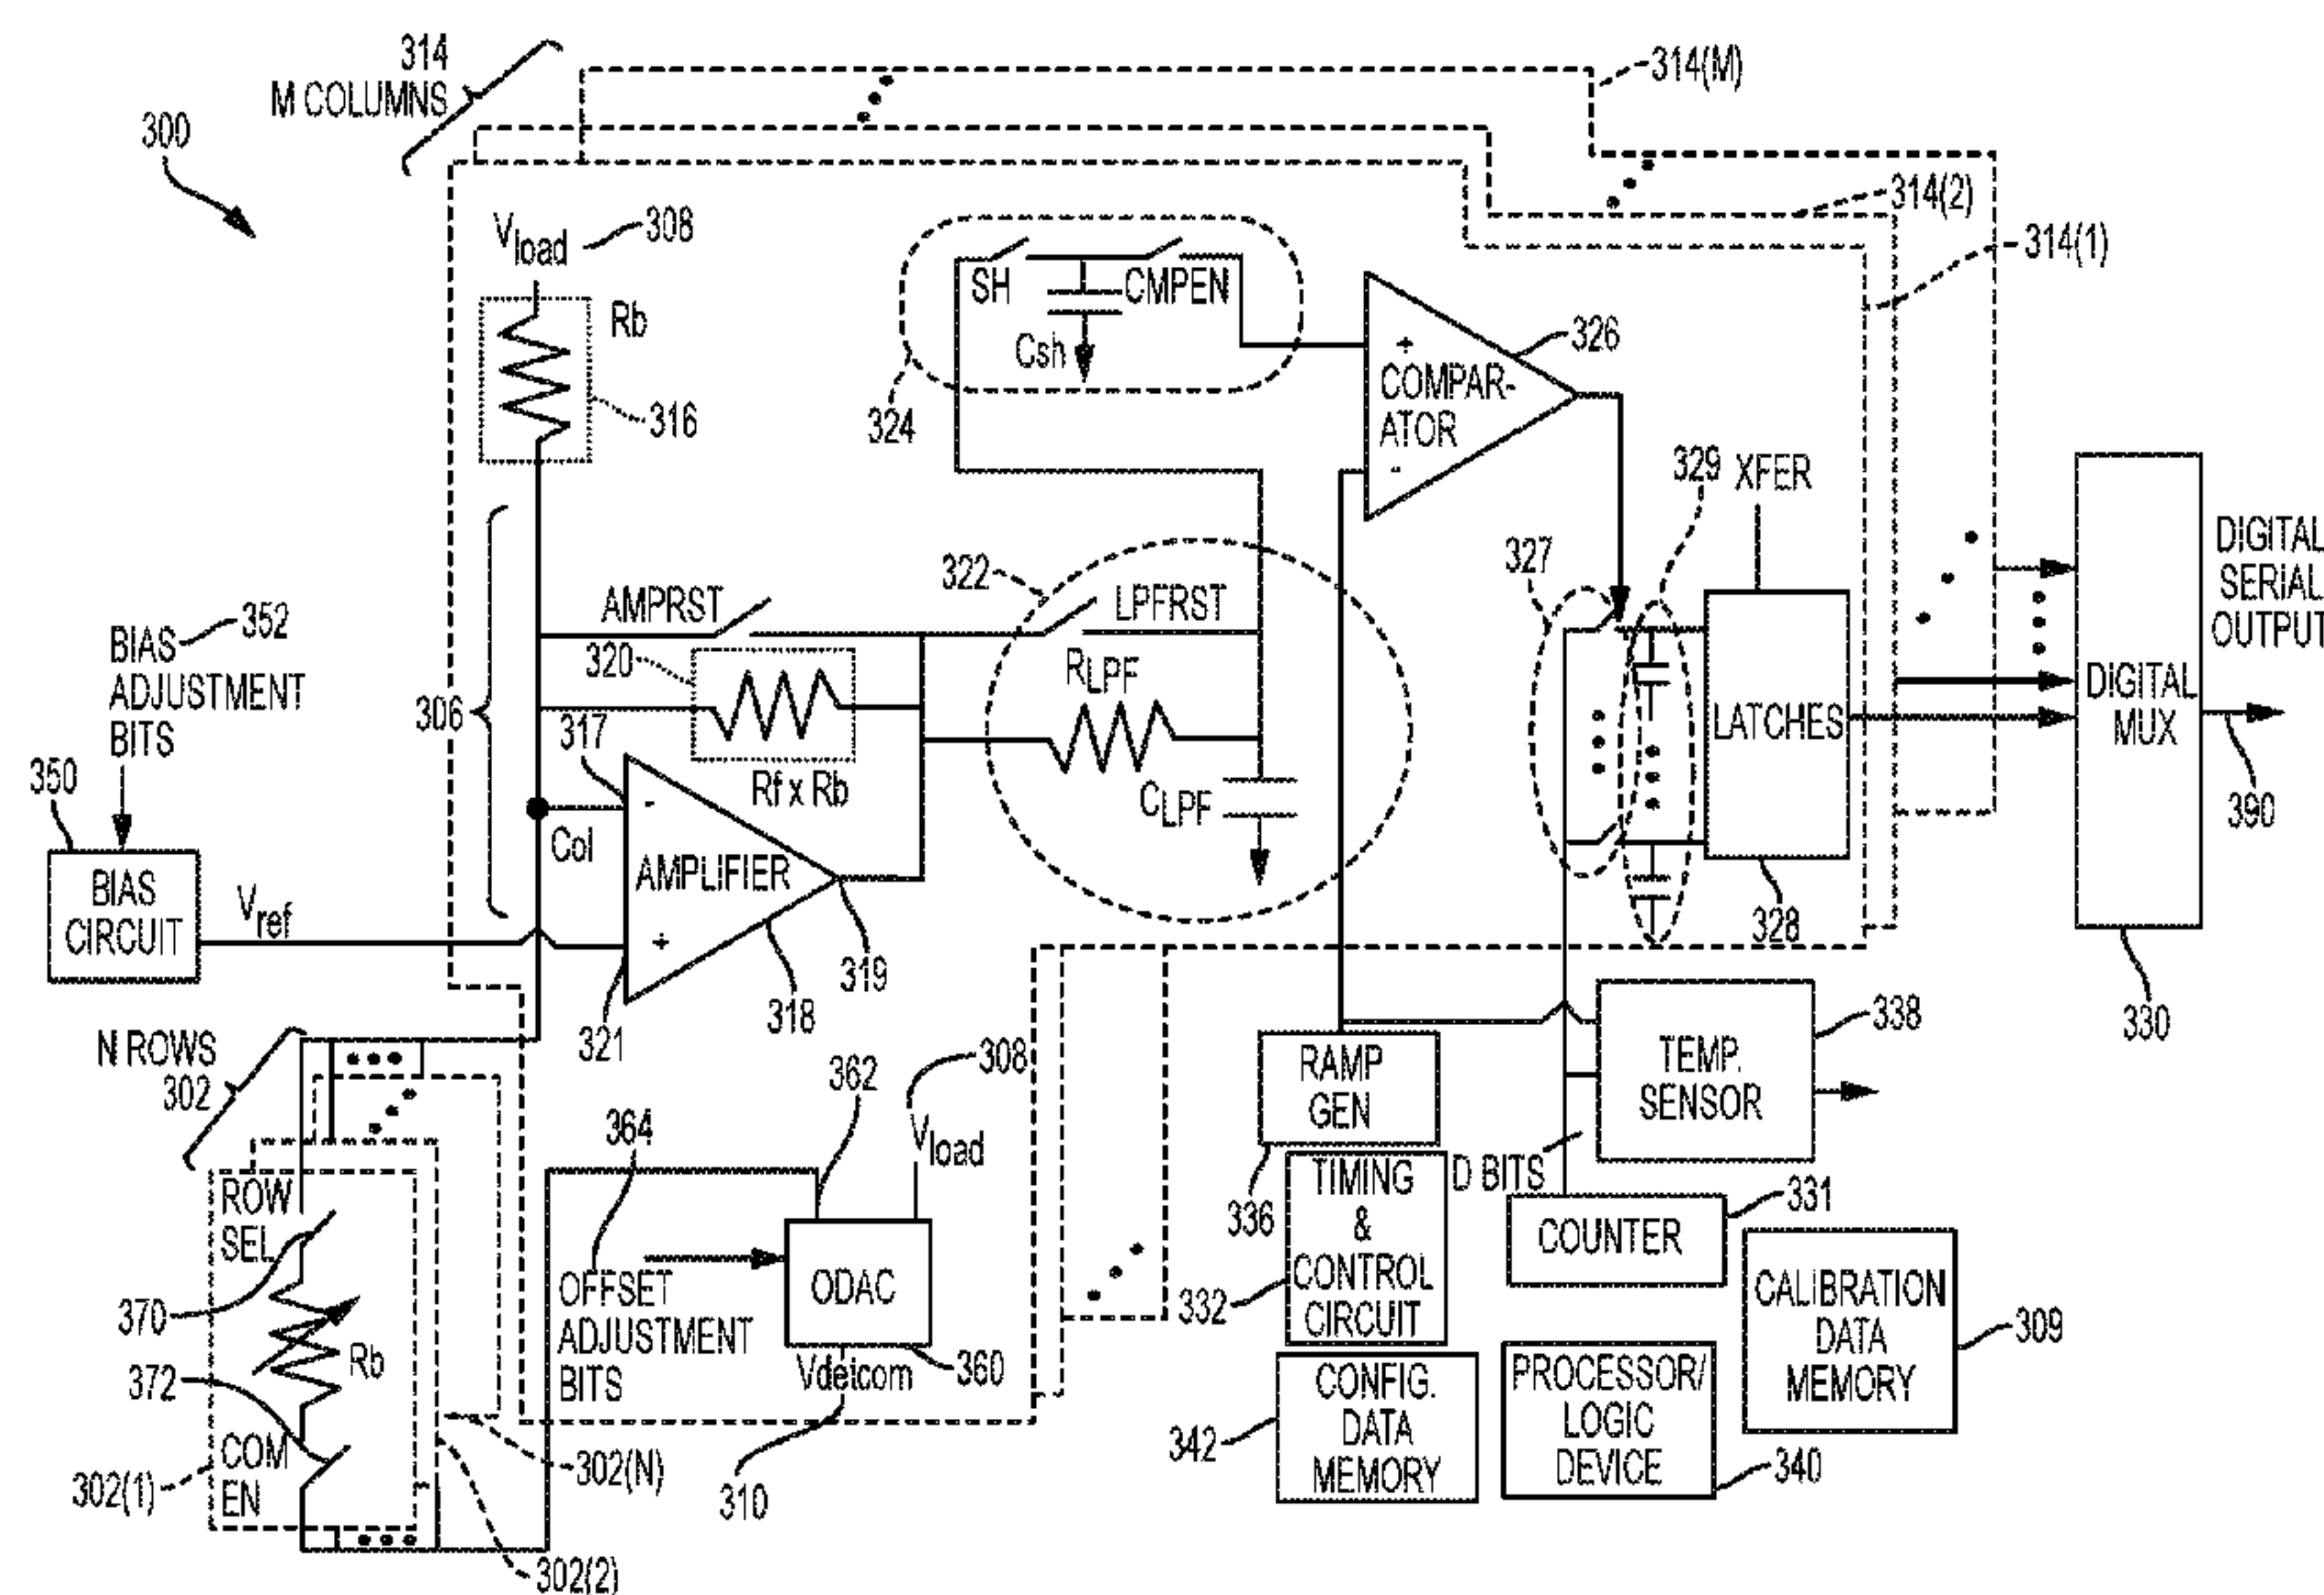 314
M COLUMNS
300
314(M)
314(2)
314(1)
Vload
308
Rb
316
SH
CMPEN
Csh
324
+
COMPAR-
ATOR
-
326
329
XFER
327
322
AMPRST
LPFRST
320
RLPF
352
BIAS
ADJUSTMENT
BITS
306
317
Rf x Rb
CLPF
LATCHES
328
DIGITAL
MUX
DIGITAL
SERIAL
OUTPUT
390
330
350
BIAS
CIRCUIT
Vref
Col
-
AMPLIFIER
+
321
318
319
N ROWS
302
362
308
Vload
364
OFFSET
ADJUSTMENT
BITS
ODAC
360
Vdetcom
310
ROW
SEL
370
Rb
372
COM
EN
302(1)
302(N)
302(2)
RAMP
GEN
336
TEMP.
SENSOR
338
D BITS
TIMING
&
CONTROL
CIRCUIT
332
COUNTER
331
CALIBRATION
DATA
MEMORY
309
CONFIG.
DATA
MEMORY
342
PROCESSOR/
LOGIC
DEVICE
340